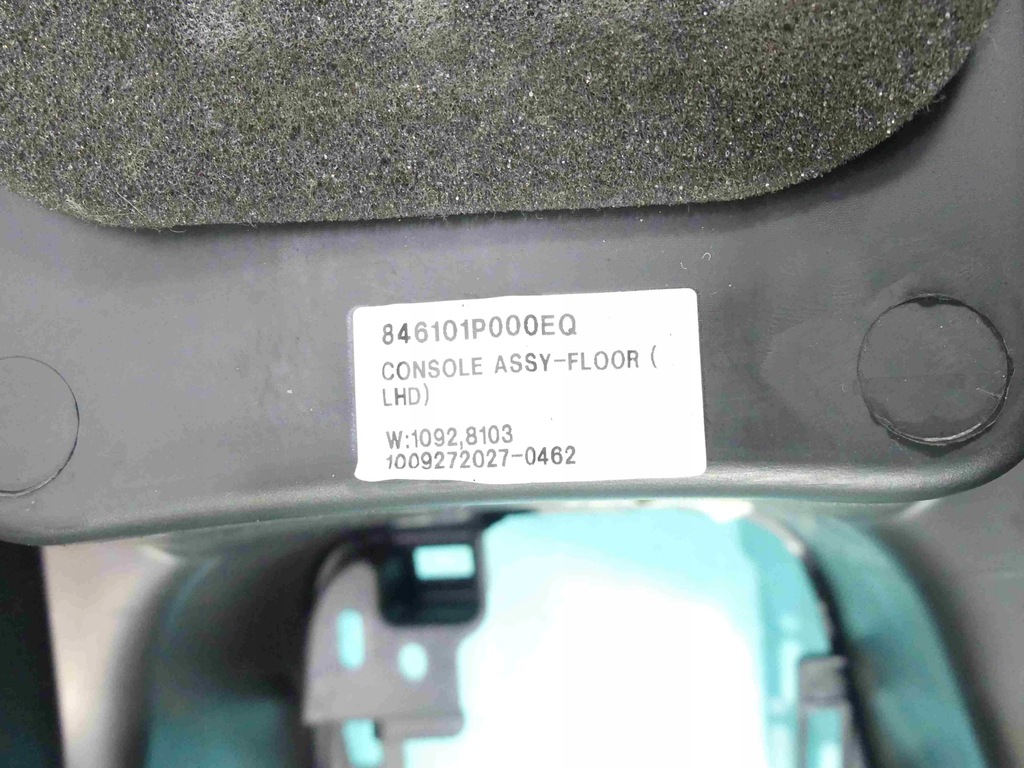 846101P000EQ
CONSOLE ASSY-FLOOR (
LHD)
W:1092,8103
1009272027-0462